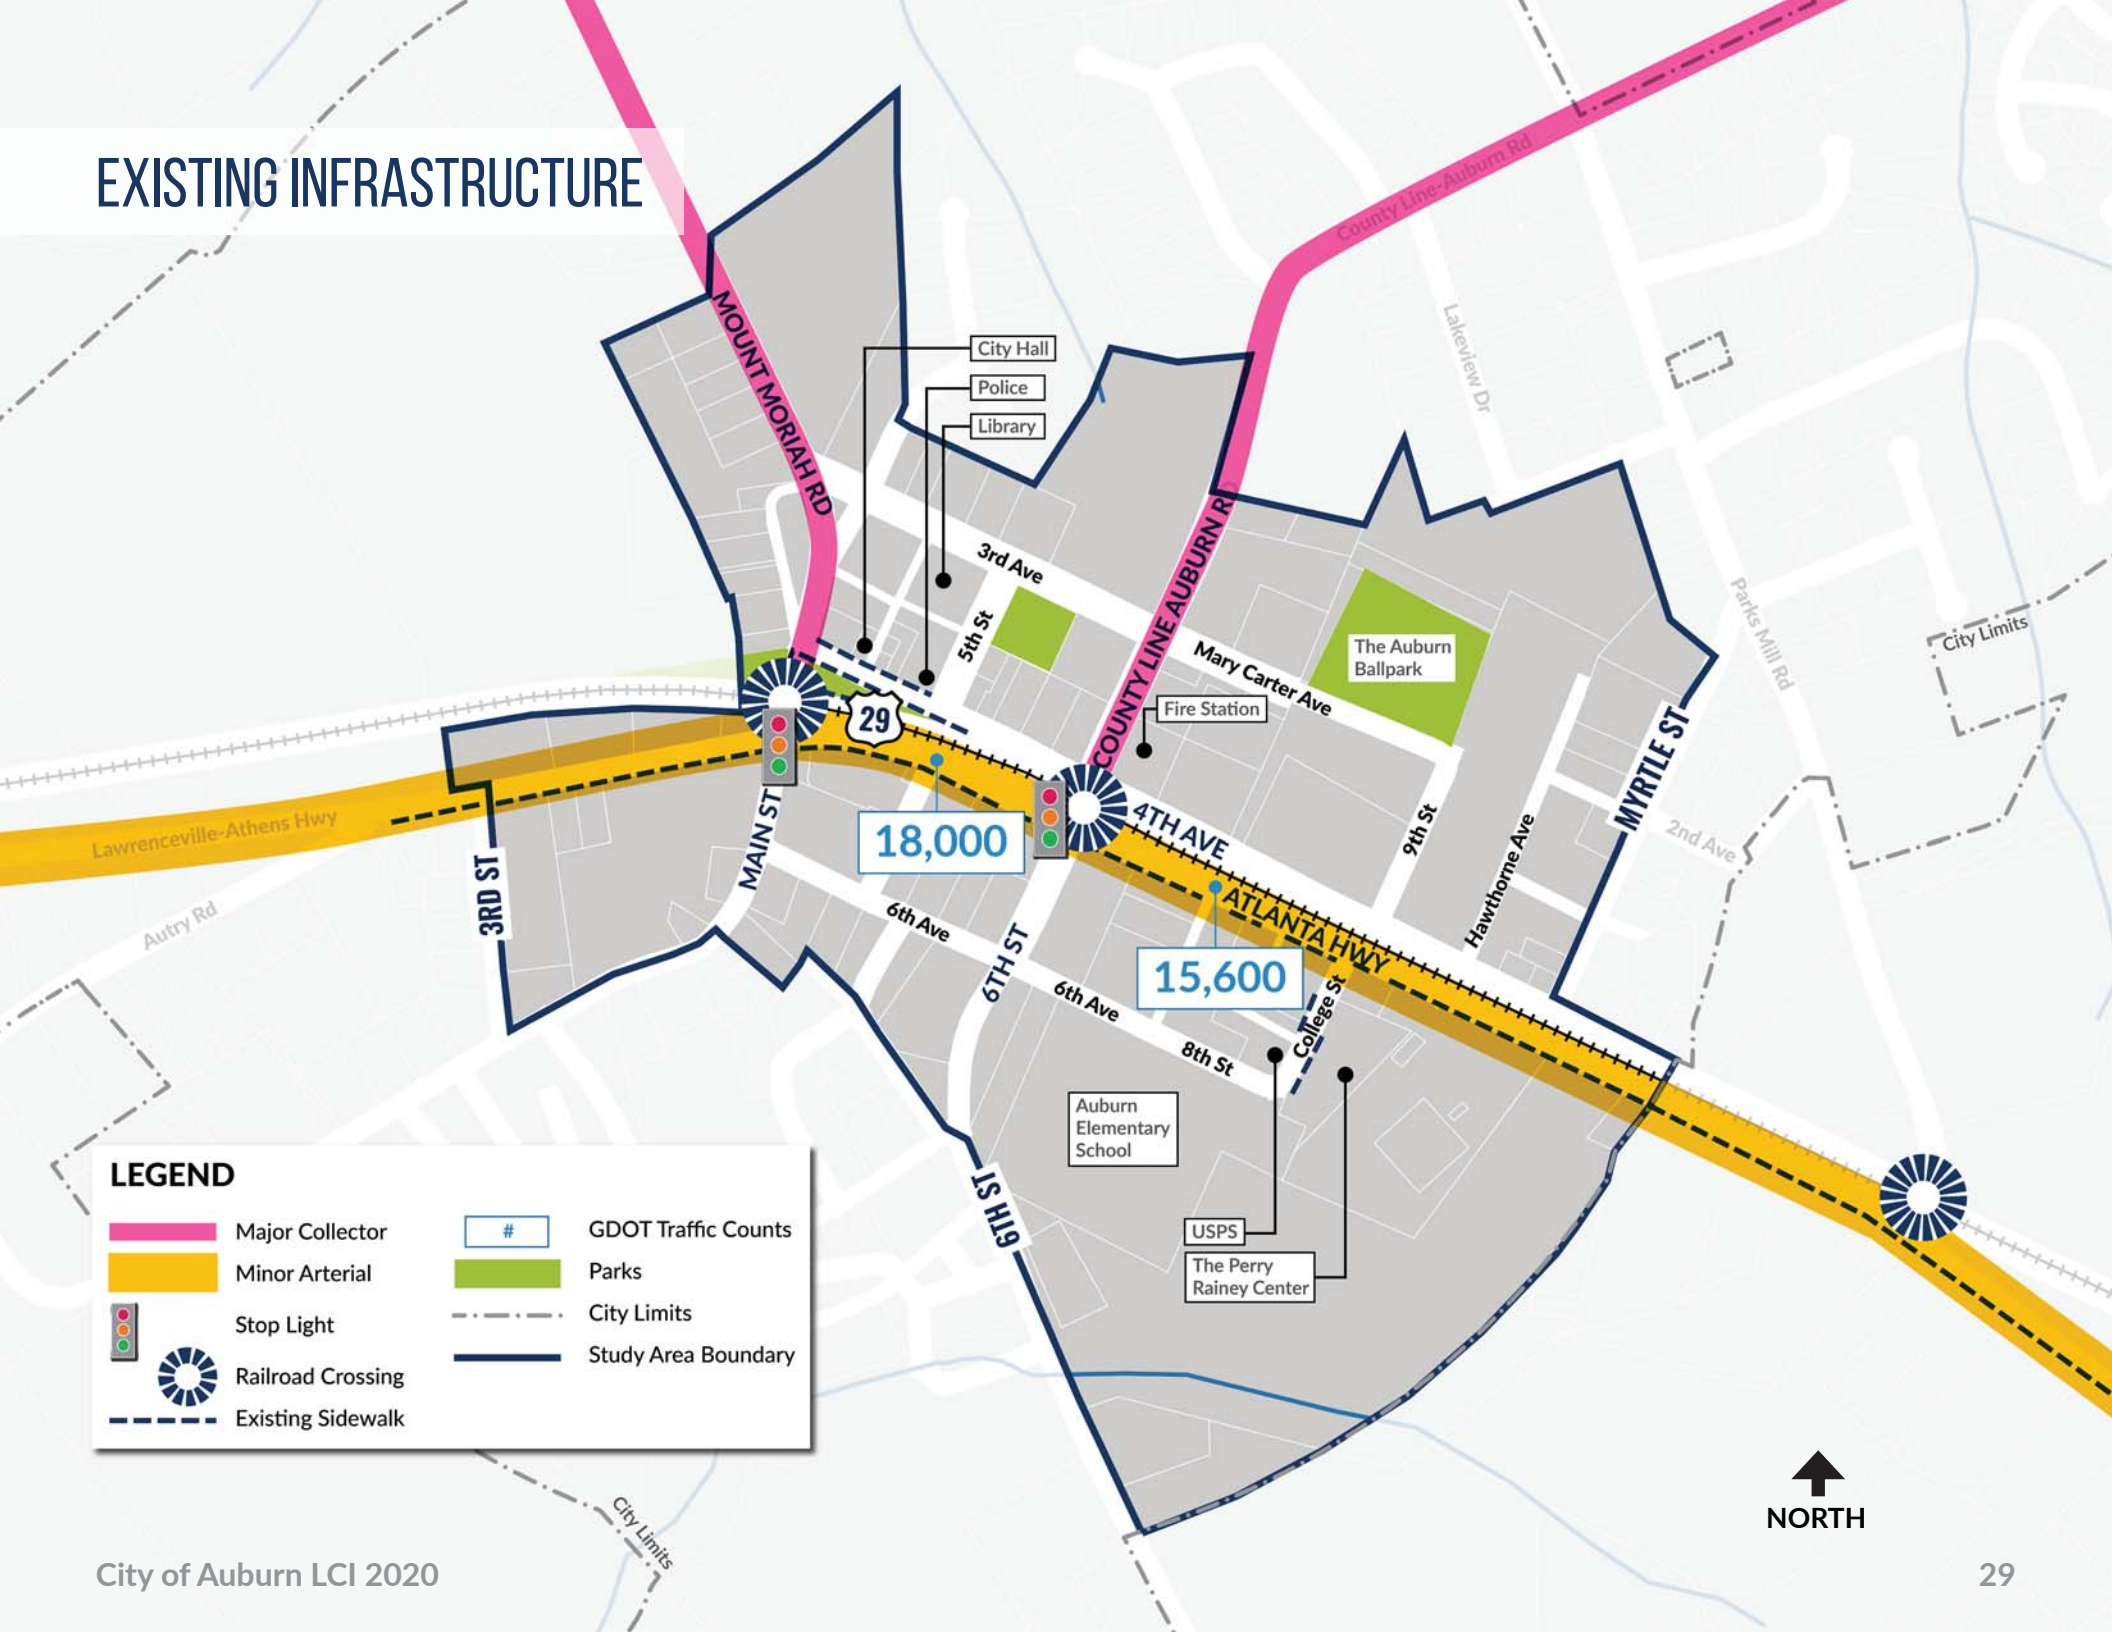 EXISTING INFRASTRUCTURE
County Line-Auburn Rd
MOUNT MORIAH RD
City Hall
Police
Library
Lakeview Dr
3rd Ave
5th St
COUNTY LINE AUBURN RD
Mary Carter Ave
The Auburn
Ballpark
Parks Mill Rd
City Limits
Fire Station
29
MYRTLE ST
Lawrenceville-Athens Hwy
MAIN ST
18,000
4TH AVE
9th St
Hawthorne Ave
2nd Ave
3RD ST
Autry Rd
6th Ave
6TH ST
ATLANTA HWY
15,600
6th Ave
College St
8th St
Auburn
Elementary
School
6TH ST
USPS
The Perry
Rainey Center
LEGEND
Major Collector
Minor Arterial
Stop Light
Railroad Crossing
Existing Sidewalk
#
GDOT Traffic Counts
Parks
City Limits
Study Area Boundary
City Limits
NORTH
City of Auburn LCI 2020
29